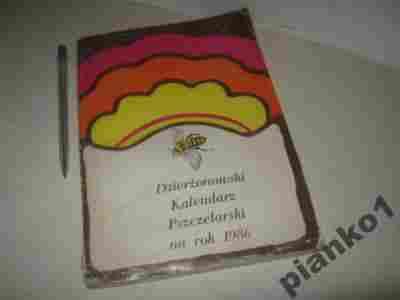 Dzierżonowski
Kalendarz
Pszczelarski
na rok 1986
pianko1